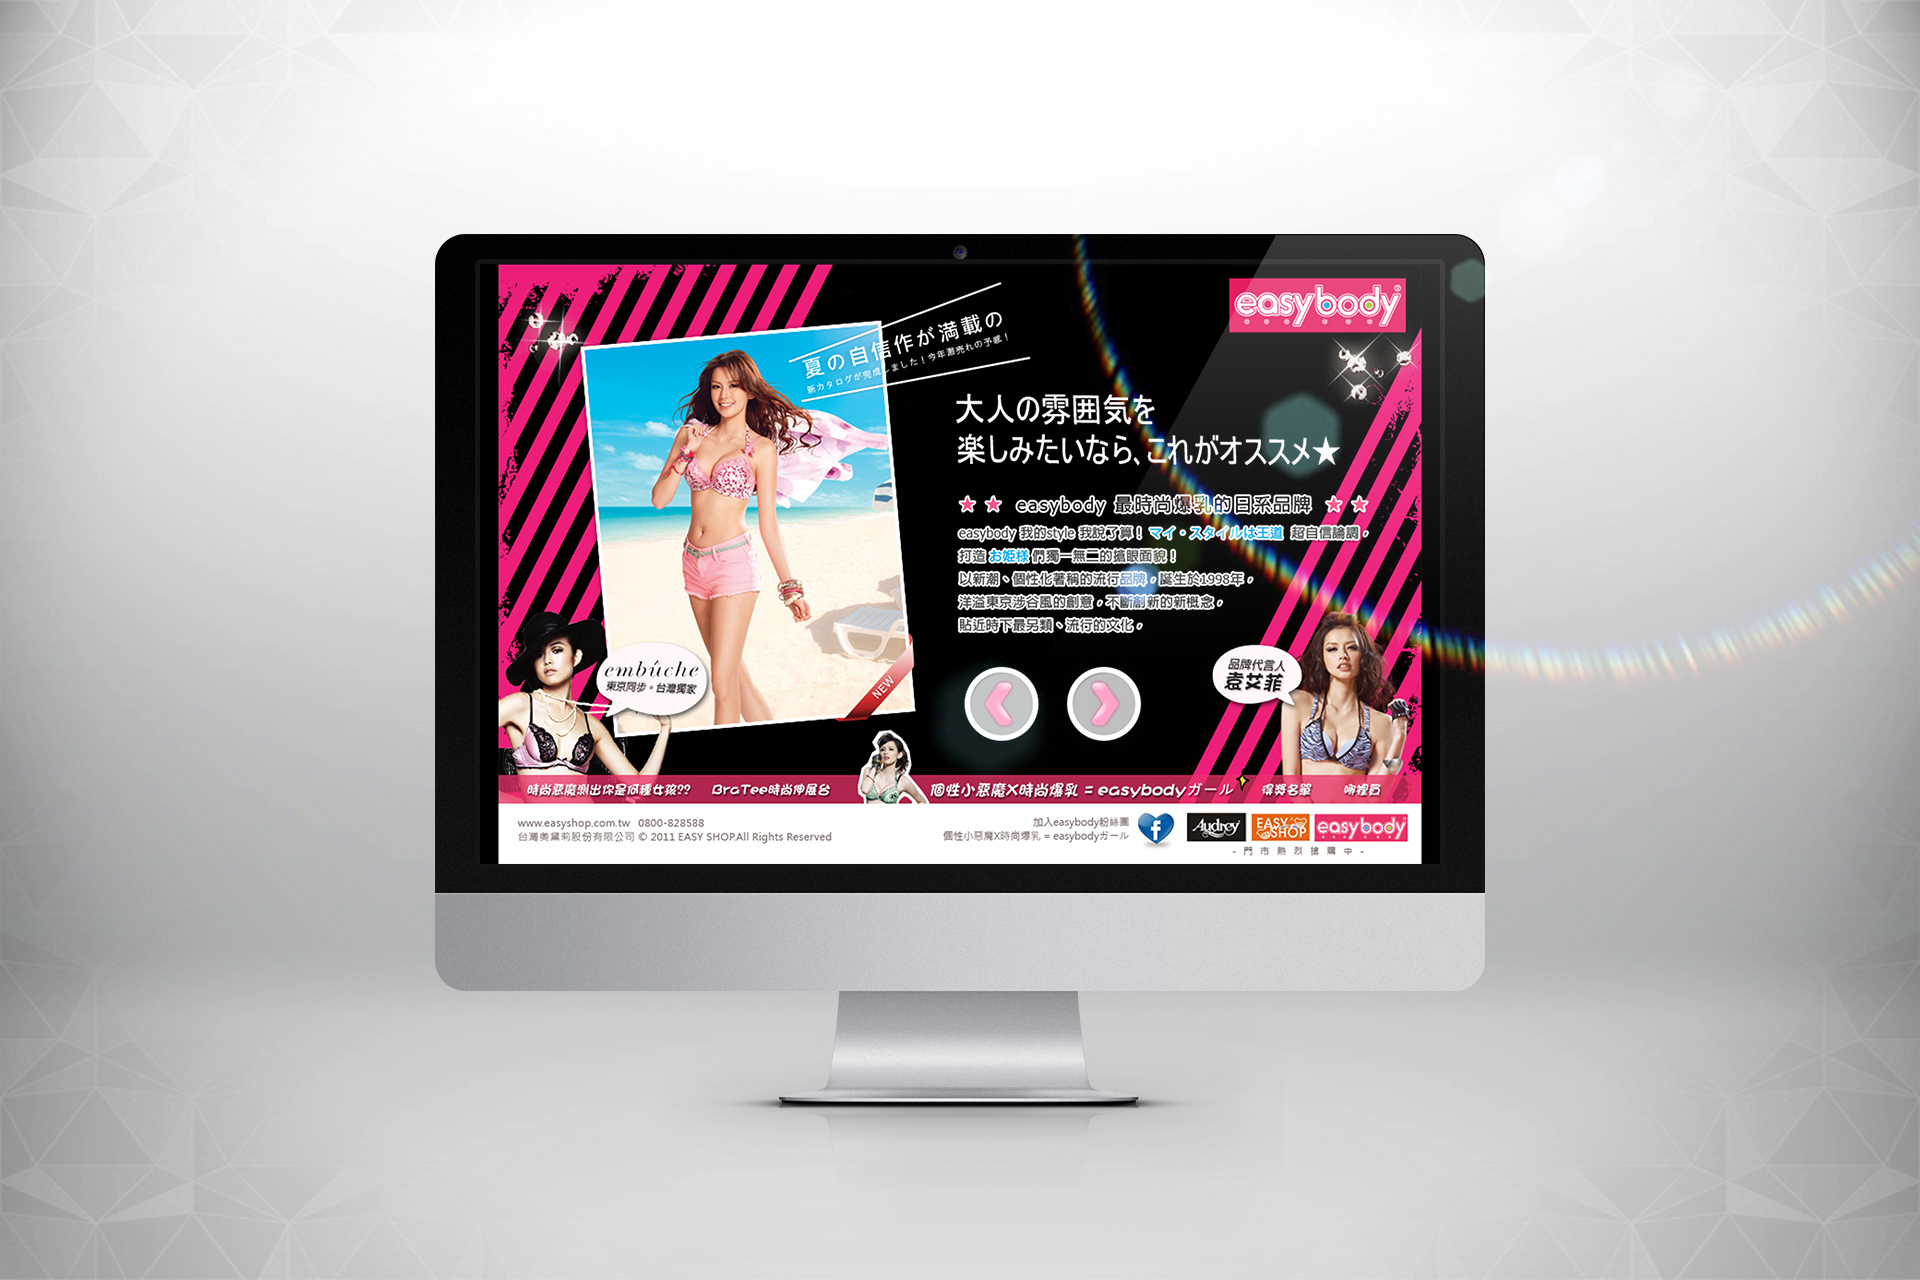 easybody®
夏の自信作が満載の
新カタログが完成しました！今年激売れの予感！
大人の雰囲気を
楽しみたいなら、これがオススメ★
★ ★ easybody 最時尚爆乳的日系品牌 ★ ★
easybody 我的style 我說了算！ マイ・スタイルは王道 超自信論調，
打造 お姫様 們獨一無二的搶眼面貌！
以新潮、個性化著稱的流行品牌，誕生於1998年，
洋溢東京涉谷風的創意，不斷創新的新概念，
貼近時下最另類、流行的文化，
NEW
embûche
東京同步。台灣獨家
品牌代言人
袁艾菲
時尚惡魔測出你是何種女孩?? BraTee時尚伸展台 個性小惡魔X時尚爆乳 = easybodyガール 得獎名單 哪裡買
www.easyshop.com.tw 0800-828588
台灣奧黛莉股份有限公司 © 2011 EASY SHOP.All Rights Reserved
加入easybody粉絲團
個性小惡魔X時尚爆乳 = easybodyガール
f
Audrey
EASY SHOP
easybody
- 門 市 熱 烈 搶 購 中 -